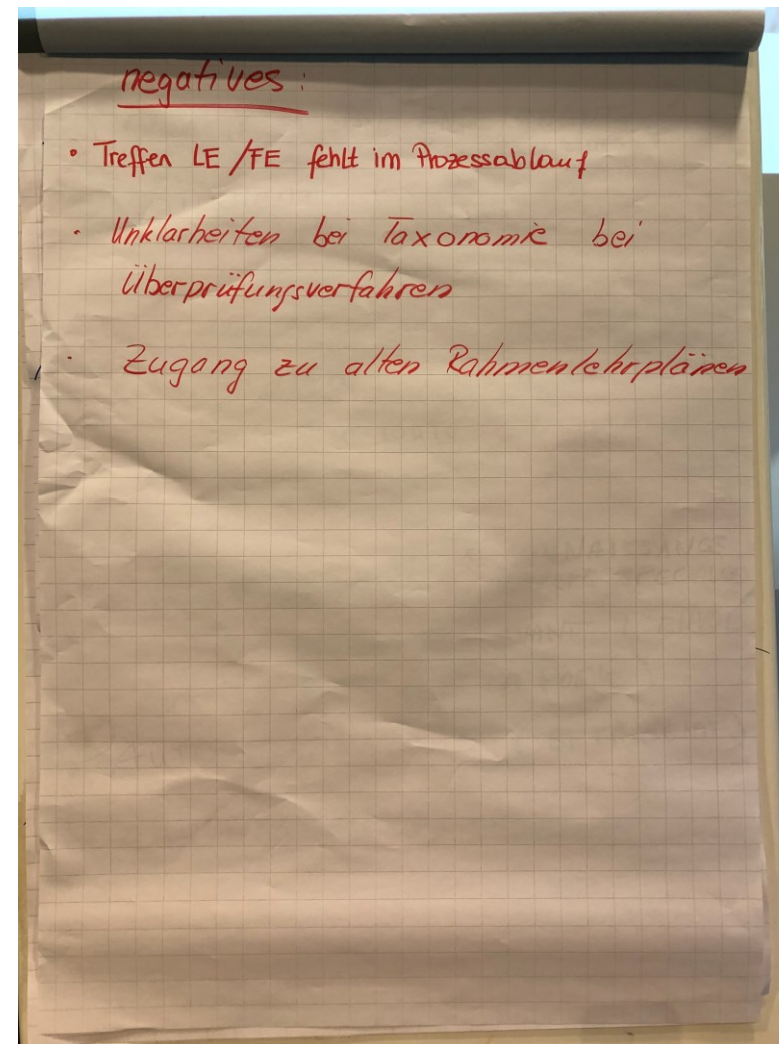 negatives:
• Treffen LE/FE fehlt im Prozessablauf
• Unklarheiten bei Taxonomie bei
Überprüfungsverfahren
• Zugang zu alten Rahmenlehrplänen